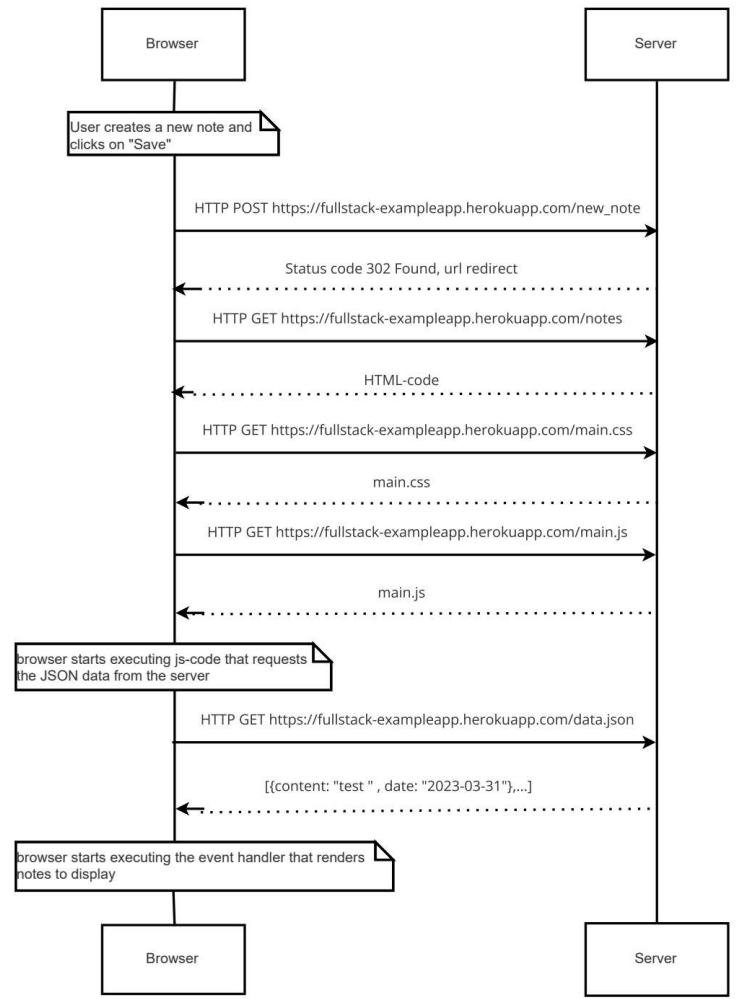 Browser
Server
User creates a new note and
clicks on "Save"
HTTP POST https://fullstack-exampleapp.herokuapp.com/new_note
Status code 302 Found, url redirect
HTTP GET https://fullstack-exampleapp.herokuapp.com/notes
HTML-code
HTTP GET https://fullstack-exampleapp.herokuapp.com/main.css
main.css
HTTP GET https://fullstack-exampleapp.herokuapp.com/main.js
main.js
browser starts executing js-code that requests
the JSON data from the server
HTTP GET https://fullstack-exampleapp.herokuapp.com/data.json
[{content: "test " , date: "2023-03-31"},...]
browser starts executing the event handler that renders
notes to display
Browser
Server